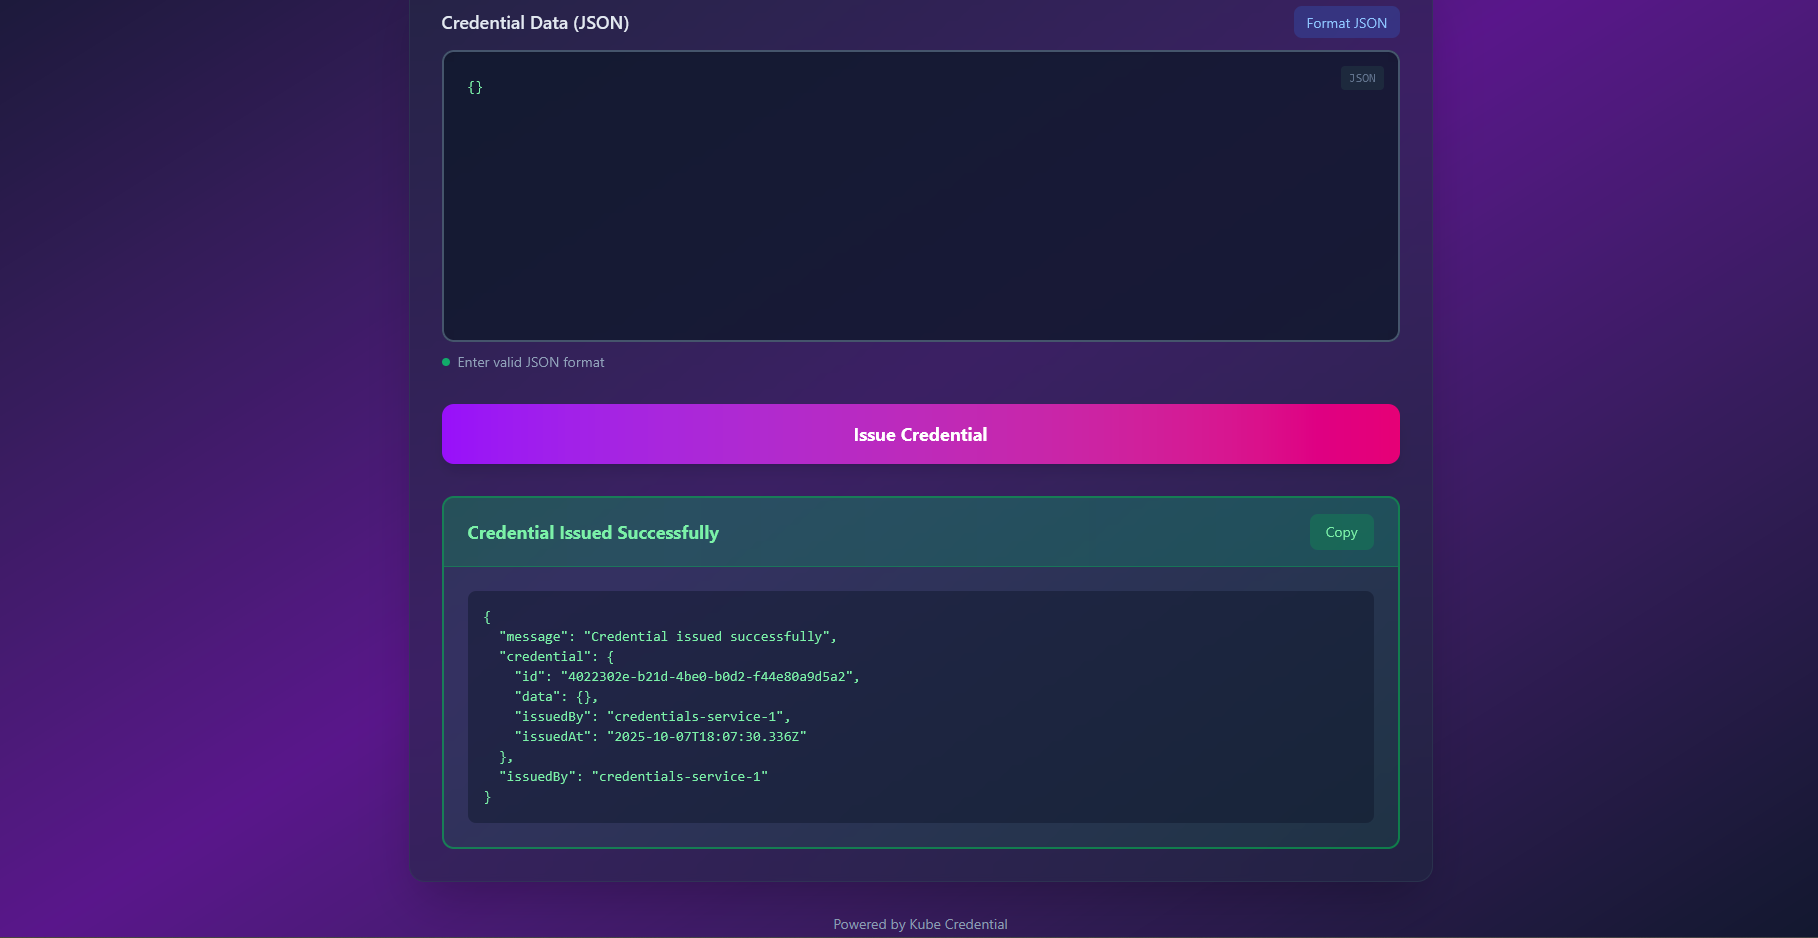 Credential Data (JSON)
Format JSON
{}
JSON
Enter valid JSON format
Issue Credential
Credential Issued Successfully
Copy
{
  "message": "Credential issued successfully",
  "credential": {
    "id": "4022302e-b21d-4be0-b0d2-f44e80a9d5a2",
    "data": {},
    "issuedBy": "credentials-service-1",
    "issuedAt": "2025-10-07T18:07:30.336Z"
  },
  "issuedBy": "credentials-service-1"
}
Powered by Kube Credential